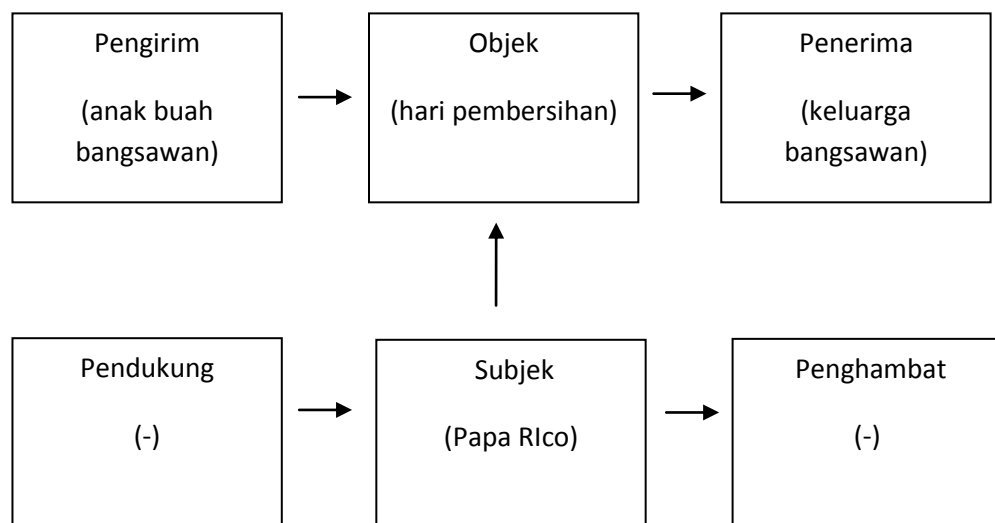 Pengirim
(anak buah
bangsawan)
Objek
(hari pembersihan)
Penerima
(keluarga
bangsawan)
Pendukung
(-)
Subjek
(Papa RIco)
Penghambat
(-)